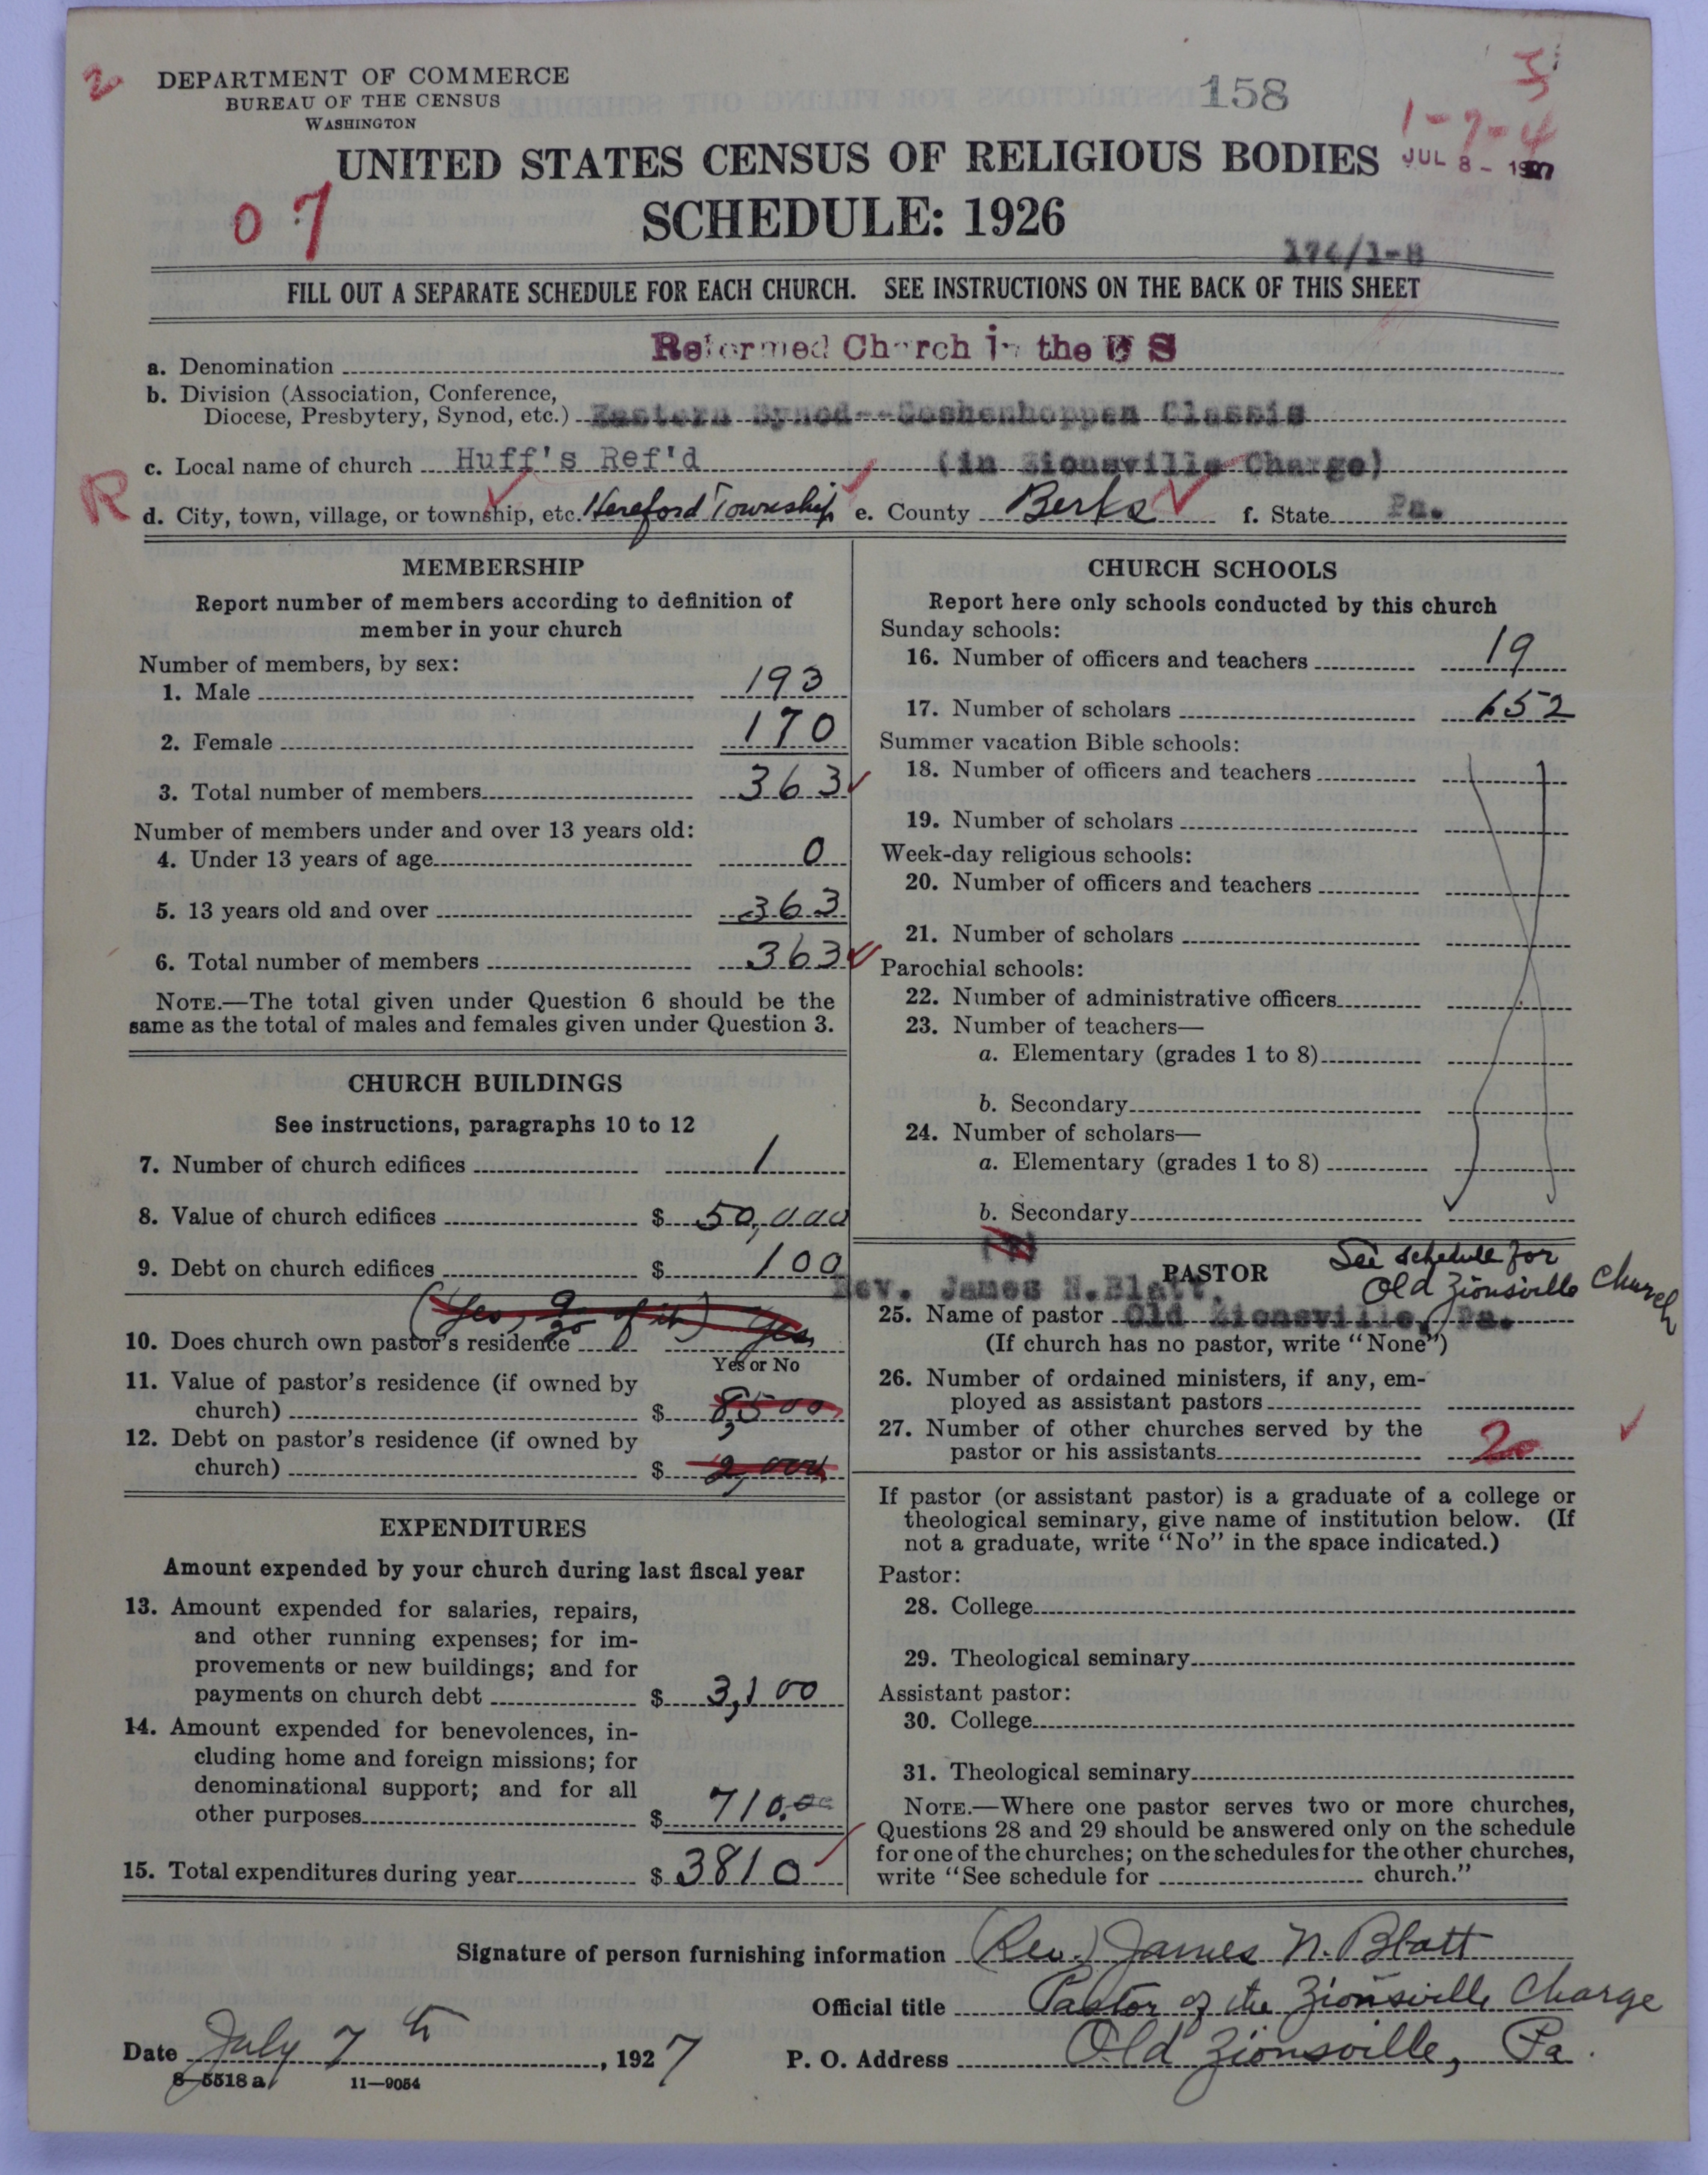 2
DEPARTMENT OF COMMERCE
BUREAU OF THE CENSUS
WASHINGTON
158
1-7-4
UNITED STATES CENSUS OF RELIGIOUS BODIES
JUL 8 - 1927
07
SCHEDULE: 1926
174/1-8
FILL OUT A SEPARATE SCHEDULE FOR EACH CHURCH. SEE INSTRUCTIONS ON THE BACK OF THIS SHEET
a. Denomination Reformed Church in the U S
b. Division (Association, Conference,
Diocese, Presbytery, Synod, etc.) Eastern Synod--Goshenhoppen Classis
c. Local name of church Huff's Ref'd (in Zionsville Charge)
R
d. City, town, village, or township, etc. Hereford Township e. County Berks f. State Pa.
MEMBERSHIP
Report number of members according to definition of
member in your church
Number of members, by sex:
1. Male 193
2. Female 170
3. Total number of members 363
Number of members under and over 13 years old:
4. Under 13 years of age 0
5. 13 years old and over 363
6. Total number of members 363
NOTE.—The total given under Question 6 should be the
same as the total of males and females given under Question 3.
CHURCH BUILDINGS
See instructions, paragraphs 10 to 12
7. Number of church edifices 1
8. Value of church edifices $ 50,000
9. Debt on church edifices $ 100
(Yes, 9/20 of it) Yes
10. Does church own pastor's residence
Yes or No
11. Value of pastor's residence (if owned by
church) $ 8,500
12. Debt on pastor's residence (if owned by
church) $ 2,000
EXPENDITURES
Amount expended by your church during last fiscal year
13. Amount expended for salaries, repairs,
and other running expenses; for im-
provements or new buildings; and for
payments on church debt $ 3,100
14. Amount expended for benevolences, in-
cluding home and foreign missions; for
denominational support; and for all
other purposes $ 710.00
15. Total expenditures during year $ 3810
CHURCH SCHOOLS
Report here only schools conducted by this church
Sunday schools:
16. Number of officers and teachers 19
17. Number of scholars 152
Summer vacation Bible schools:
18. Number of officers and teachers
19. Number of scholars
Week-day religious schools:
20. Number of officers and teachers
21. Number of scholars
Parochial schools:
22. Number of administrative officers
23. Number of teachers—
a. Elementary (grades 1 to 8)
b. Secondary
24. Number of scholars—
a. Elementary (grades 1 to 8)
b. Secondary
See schedule for
Old Zionsville Church
PASTOR
Rev. James N. Blatt,
25. Name of pastor Old Zionsville, Pa.
(If church has no pastor, write "None")
26. Number of ordained ministers, if any, em-
ployed as assistant pastors
27. Number of other churches served by the
pastor or his assistants 2
If pastor (or assistant pastor) is a graduate of a college or
theological seminary, give name of institution below. (If
not a graduate, write "No" in the space indicated.)
Pastor:
28. College
29. Theological seminary
Assistant pastor:
30. College
31. Theological seminary
NOTE.—Where one pastor serves two or more churches,
Questions 28 and 29 should be answered only on the schedule
for one of the churches; on the schedules for the other churches,
write "See schedule for church."
Signature of person furnishing information (Rev.) James N. Blatt
Official title Pastor of the Zionsville Charge
Date July 7th, 1927 P. O. Address Old Zionsville, Pa.
8-5518a 11-9054